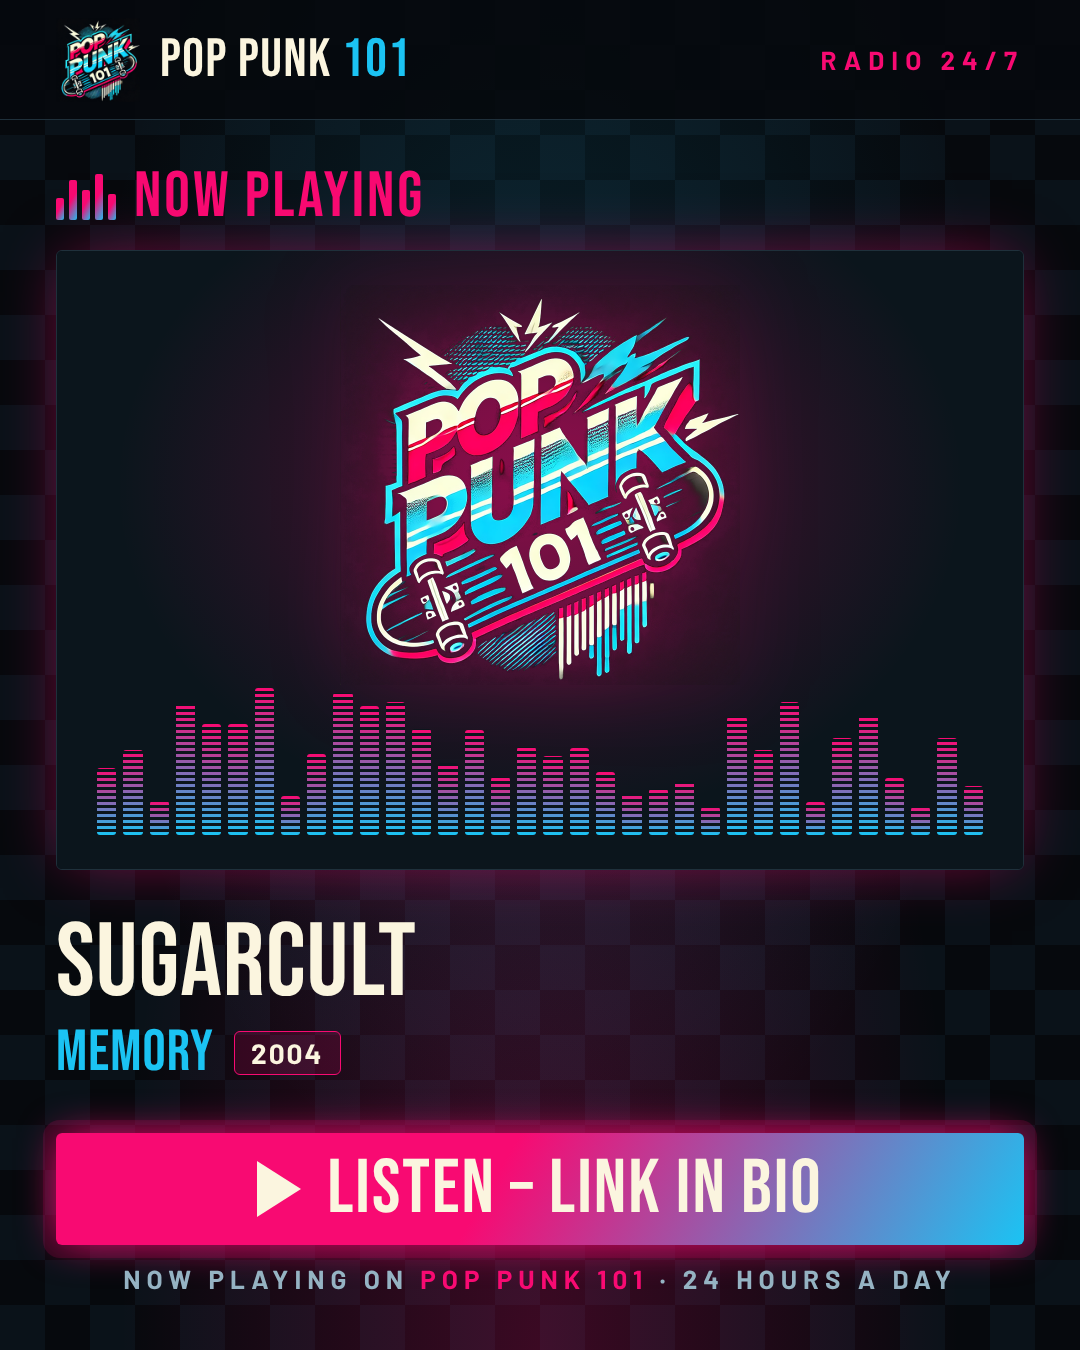 POP
PUNK
101
POP PUNK 101
RADIO 24/7
NOW PLAYING
POP
PUNK
101
SUGARCULT
MEMORY
2004
LISTEN – LINK IN BIO
NOW PLAYING ON POP PUNK 101 · 24 HOURS A DAY